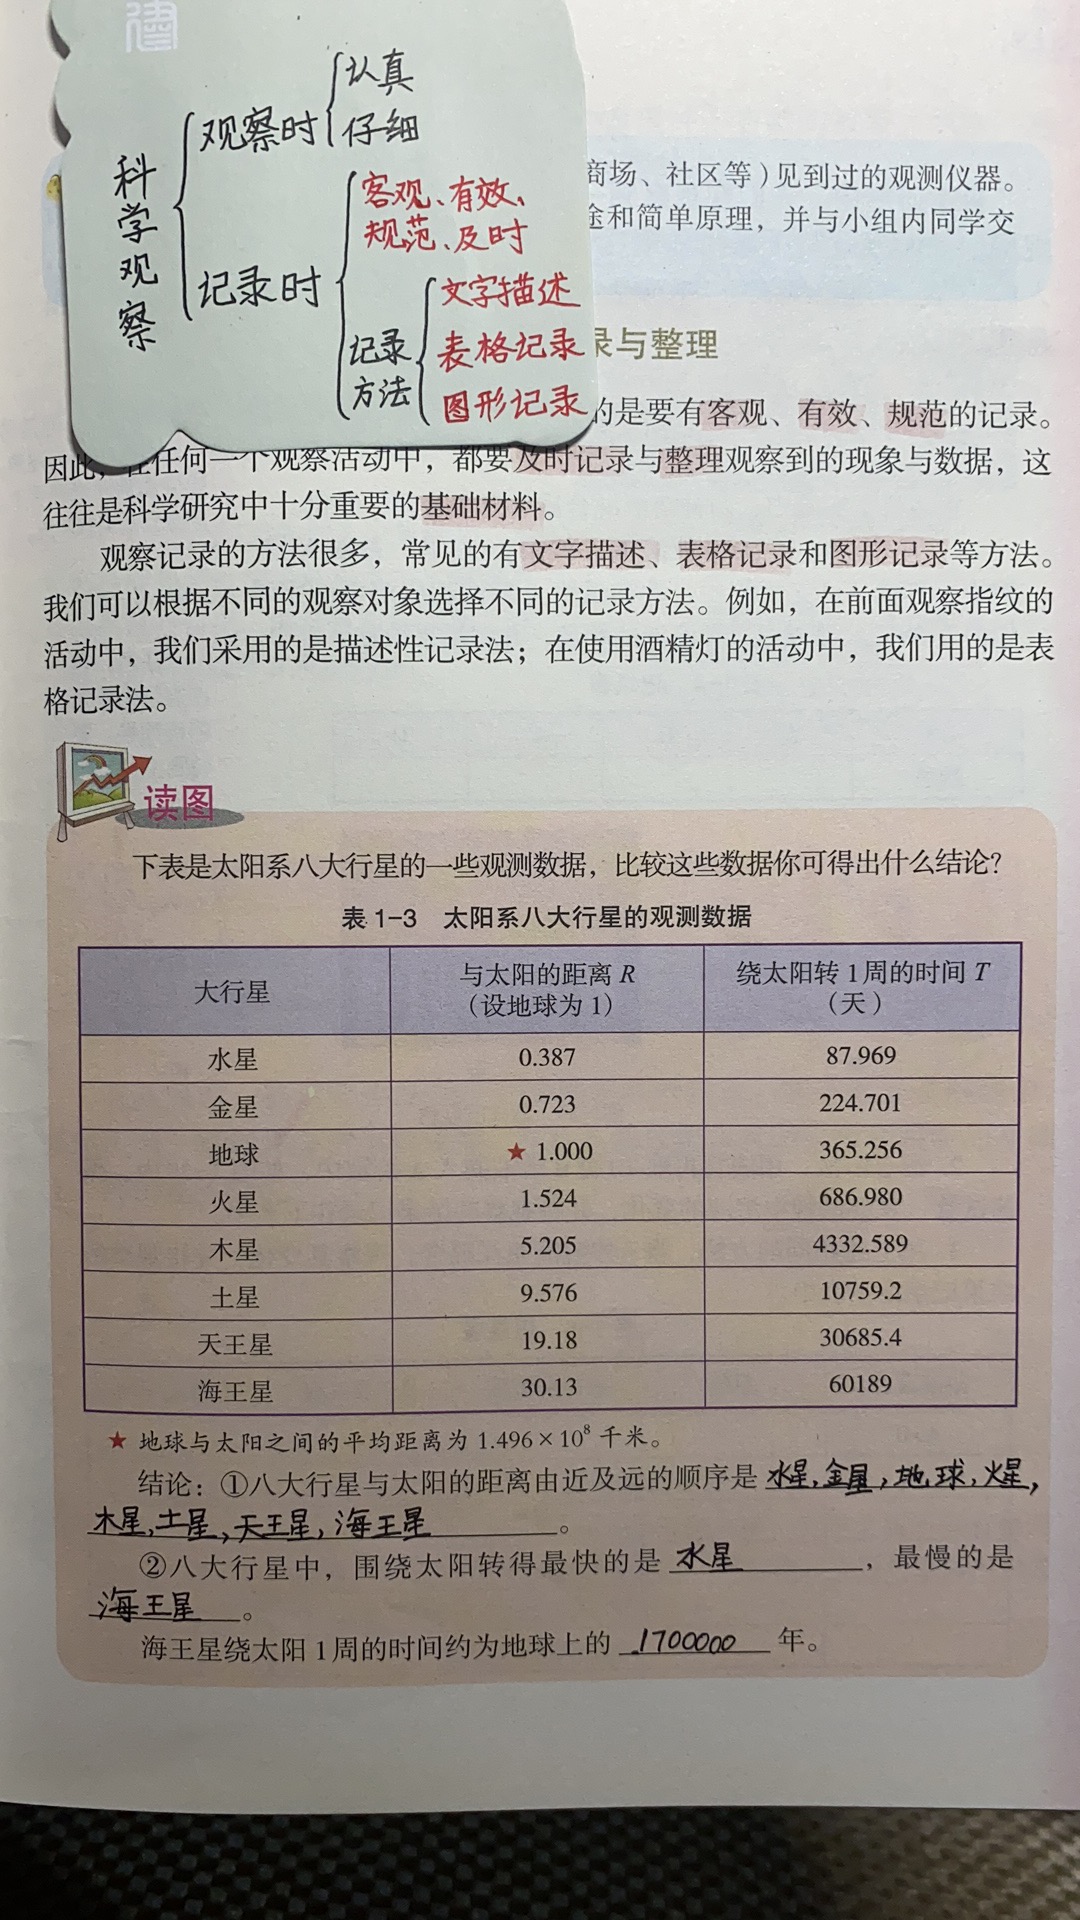 科学观察
观察时
认真
仔细
记录时
客观、有效、
规范、及时
记录
方法
文字描述
表格记录
图形记录
商场、社区等）见到过的观测仪器。
途和简单原理，并与小组内同学交
录与整理
的是要有客观、有效、规范的记录。
因此，在任何一个观察活动中，都要及时记录与整理观察到的现象与数据，这
往往是科学研究中十分重要的基础材料。
观察记录的方法很多，常见的有文字描述、表格记录和图形记录等方法。
我们可以根据不同的观察对象选择不同的记录方法。例如，在前面观察指纹的
活动中，我们采用的是描述性记录法；在使用酒精灯的活动中，我们用的是表
格记录法。
读图
下表是太阳系八大行星的一些观测数据，比较这些数据你可得出什么结论？
表 1-3 太阳系八大行星的观测数据
大行星 与太阳的距离 R（设地球为 1） 绕太阳转 1 周的时间 T（天）
水星 0.387 87.969
金星 0.723 224.701
地球 ★ 1.000 365.256
火星 1.524 686.980
木星 5.205 4332.589
土星 9.576 10759.2
天王星 19.18 30685.4
海王星 30.13 60189
★ 地球与太阳之间的平均距离为 1.496×10⁸ 千米。
结论：①八大行星与太阳的距离由近及远的顺序是 水星，金星，地球，火星，
木星，土星，天王星，海王星。
②八大行星中，围绕太阳转得最快的是 水星，最慢的是
海王星。
海王星绕太阳 1 周的时间约为地球上的 1700000 年。